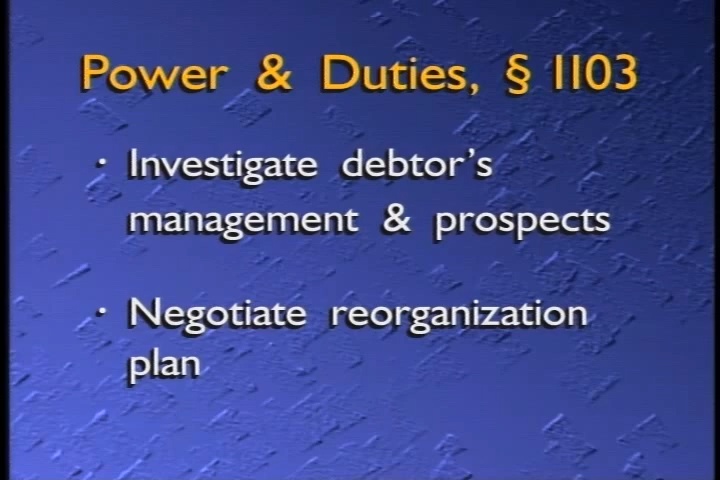 Power & Duties, § 1103
· Investigate debtor's
management & prospects
· Negotiate reorganization
plan